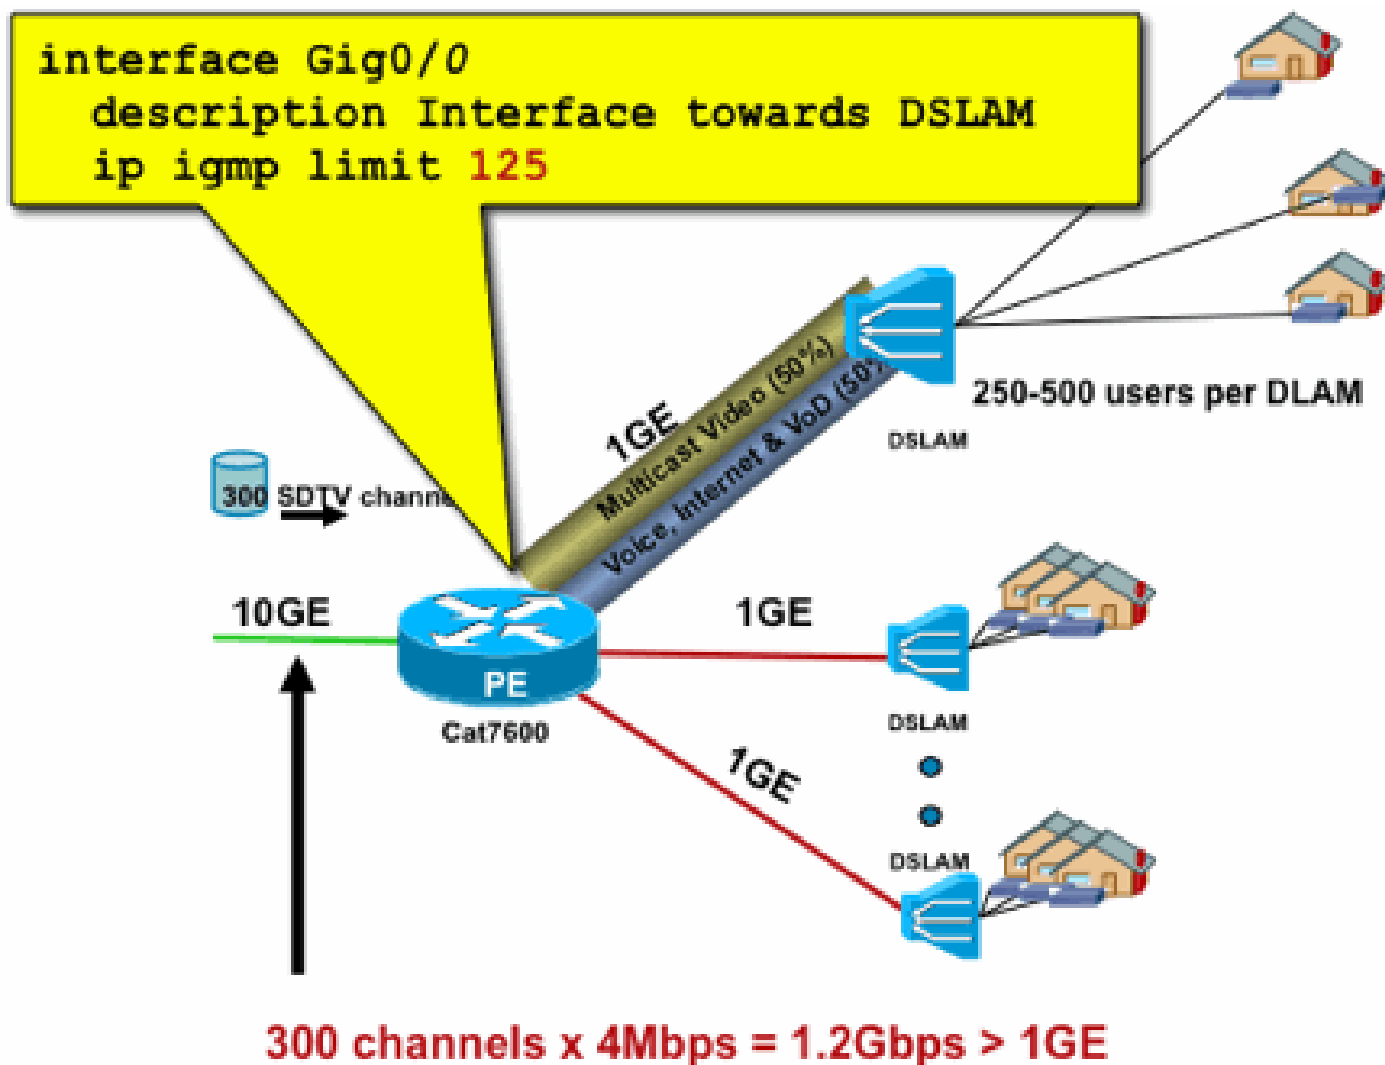 interface Gig0/0
description Interface towards DSLAM
ip igmp limit 125
1GE
Multicast Video (50%)
Voice, Internet & VoD (50%
250-500 users per DLAM
DSLAM
300 SDTV
10GE
PE
Cat7600
1GE
DSLAM
1GE
DSLAM
300 channels x 4Mbps = 1.2Gbps > 1GE